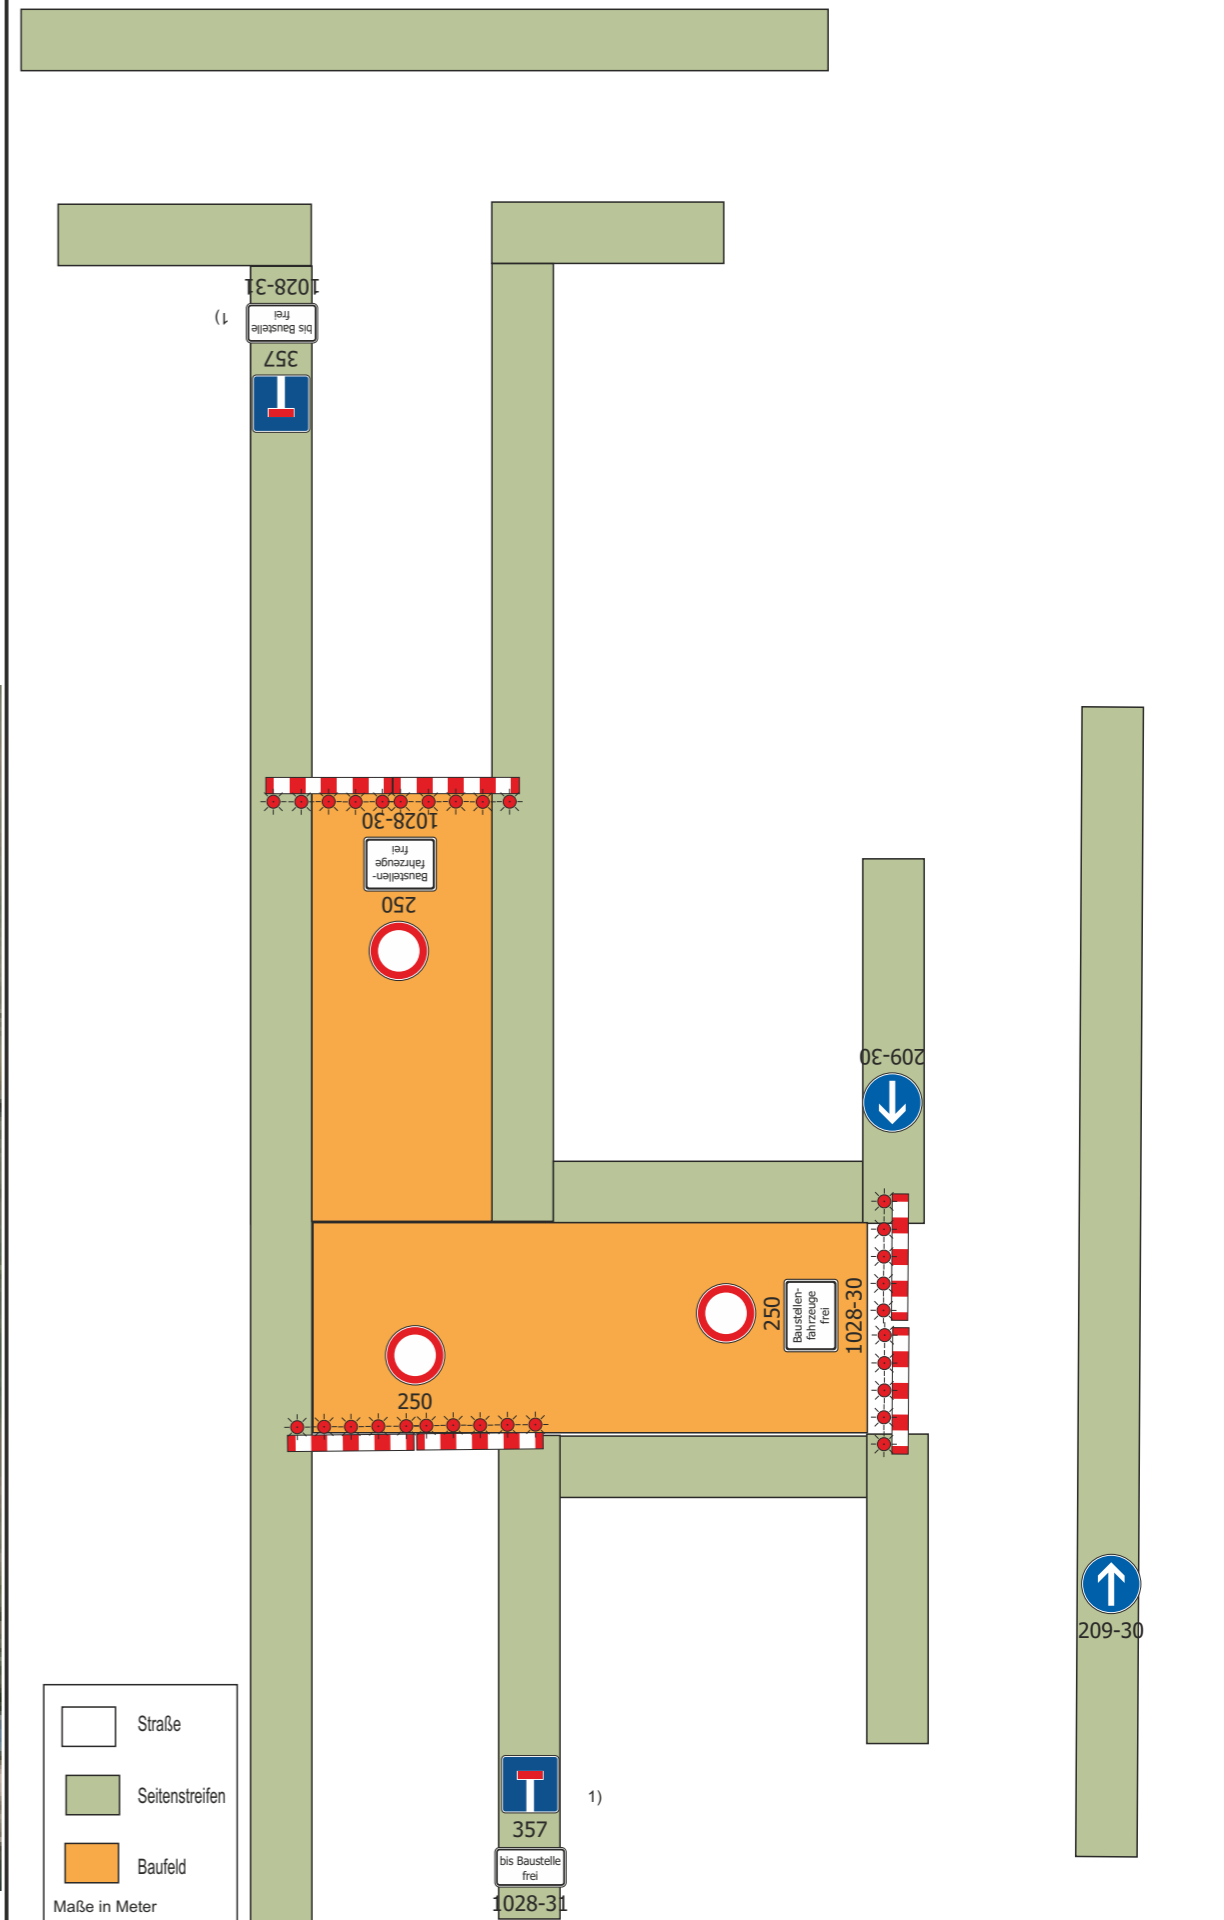 1028-31
bis Baustelle
frei
1)
357
1028-30
Baustellen-
fahrzeuge
frei
250
209-30
250
Baustellen-
fahrzeuge
frei
1028-30
250
209-30
Straße
Seitenstreifen
Baufeld
Maße in Meter
1)
357
bis Baustelle
frei
1028-31